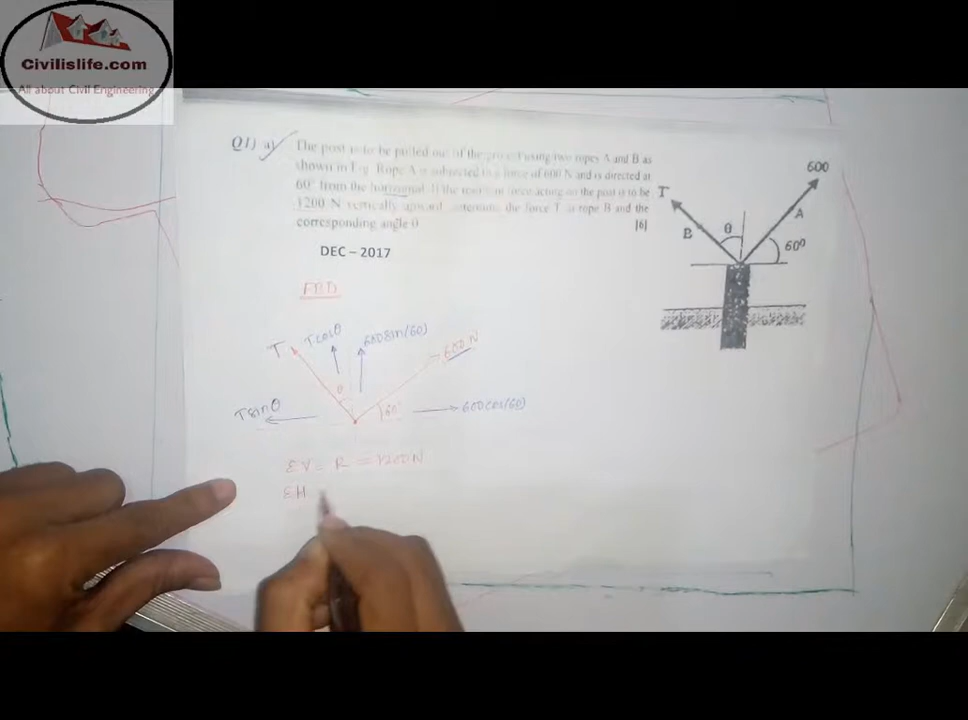 Civilislife.com
All about Civil Engineering
Q1) a) The post is to be pulled out of the ground using two ropes A and B as
shown in Fig. Rope A is subjected to a force of 600 N and is directed at
60° from the horizontal. If the resultant force acting on the post is to be
1200 N vertically upward, determine the force T in rope B and the
corresponding angle θ [6]
DEC – 2017
600
T
A
B
θ
60⁰
FBD
T
Tcosθ
600sin(60)
600 N
θ
60
Tsinθ
600cos(60)
ΣV = R = 1200 N
ΣH